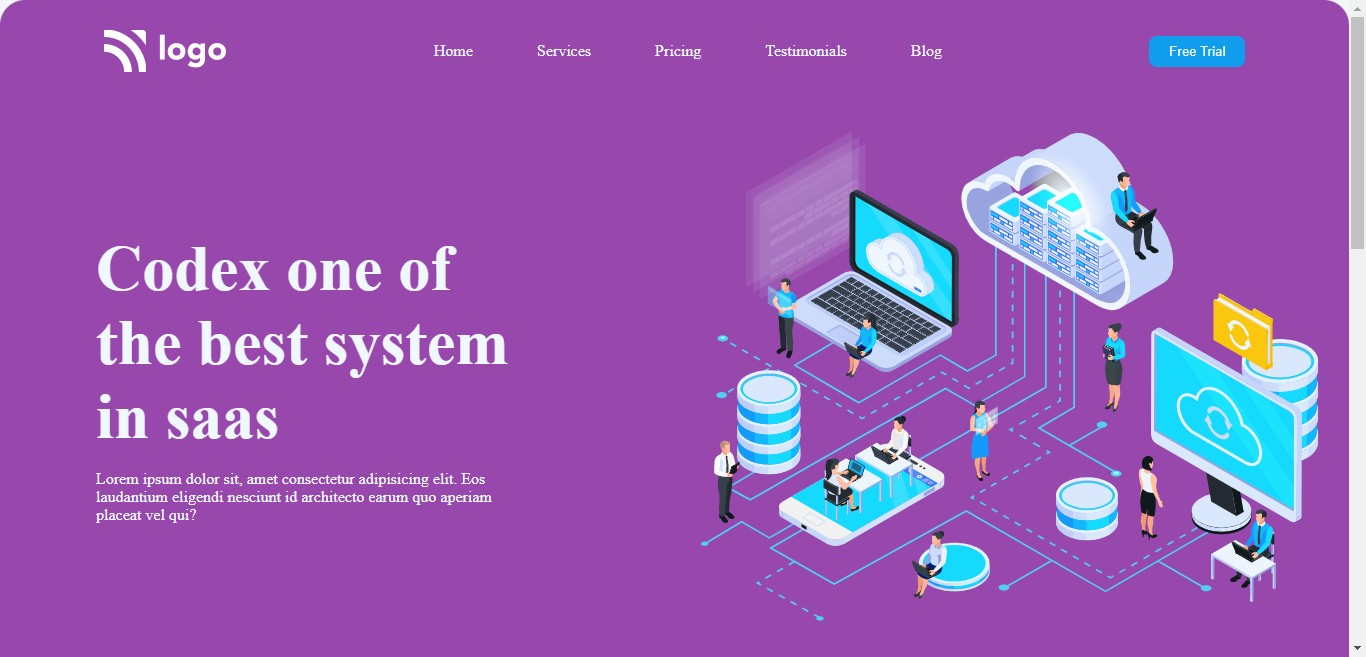 logo
Home
Services
Pricing
Testimonials
Blog
Free Trial
Codex one of
the best system
in saas
Lorem ipsum dolor sit, amet consectetur adipisicing elit. Eos
laudantium eligendi nesciunt id architecto earum quo aperiam
placeat vel qui?